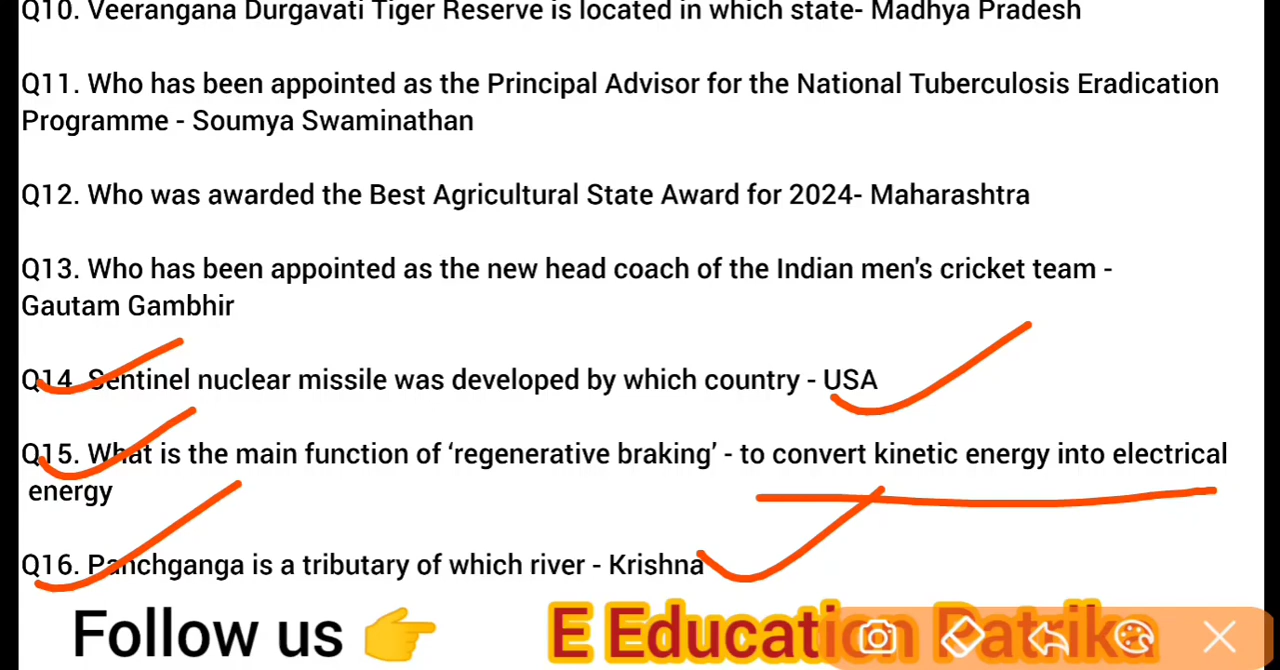 Q10. Veerangana Durgavati Tiger Reserve is located in which state- Madhya Pradesh
Q11. Who has been appointed as the Principal Advisor for the National Tuberculosis Eradication
Programme - Soumya Swaminathan
Q12. Who was awarded the Best Agricultural State Award for 2024- Maharashtra
Q13. Who has been appointed as the new head coach of the Indian men's cricket team -
Gautam Gambhir
Q14. Sentinel nuclear missile was developed by which country - USA
Q15. What is the main function of ‘regenerative braking’ - to convert kinetic energy into electrical
energy
Q16. Panchganga is a tributary of which river - Krishna
Follow us 👉 E Education Patrika